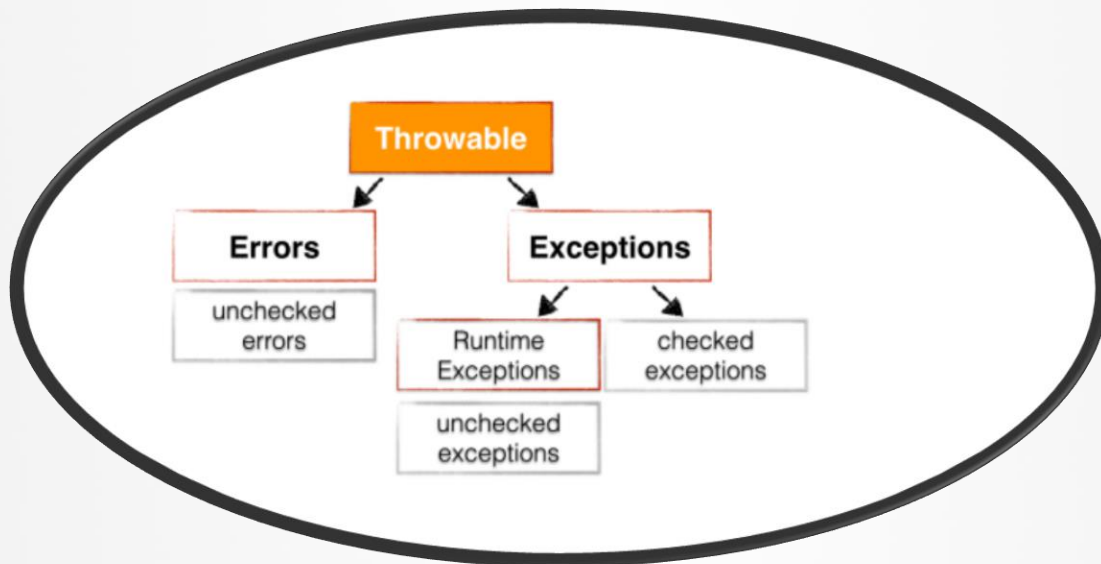 Throwable
Errors
Exceptions
unchecked
errors
Runtime
Exceptions
checked
exceptions
unchecked
exceptions